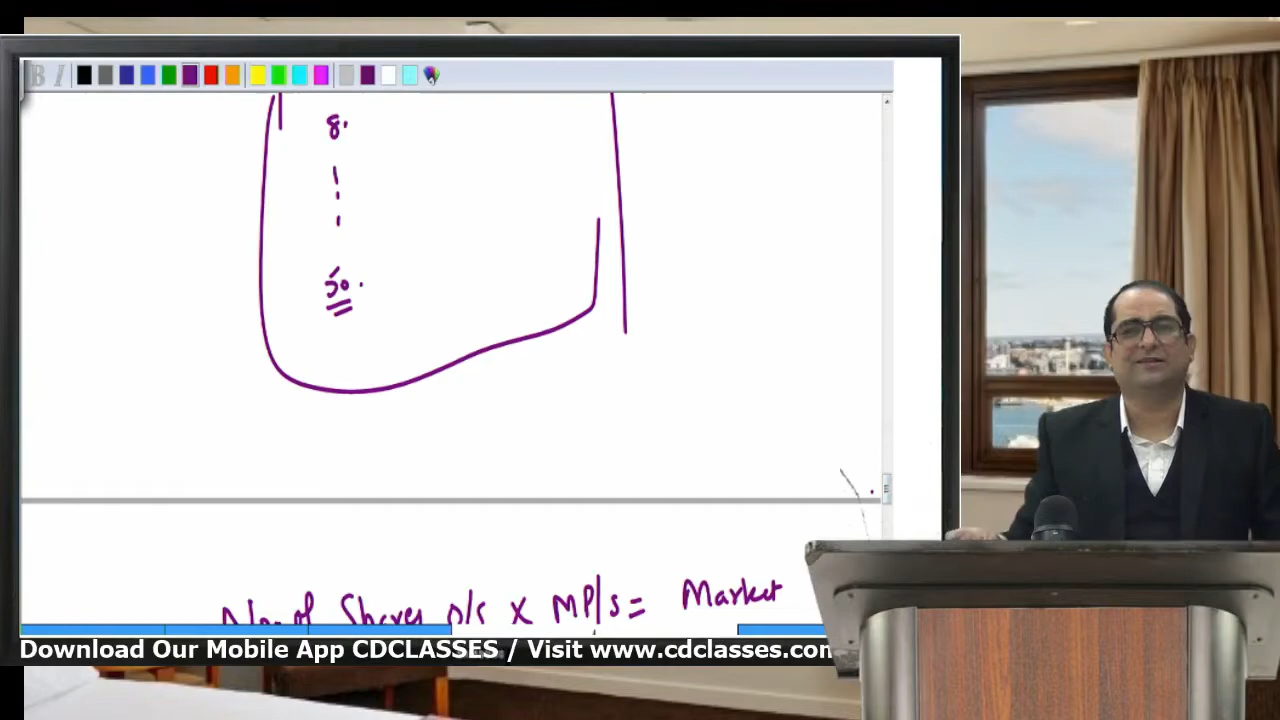 B I
8.
50.
No. of Shares o/s X MP/s = Market
Download Our Mobile App CDCLASSES / Visit www.cdclasses.com